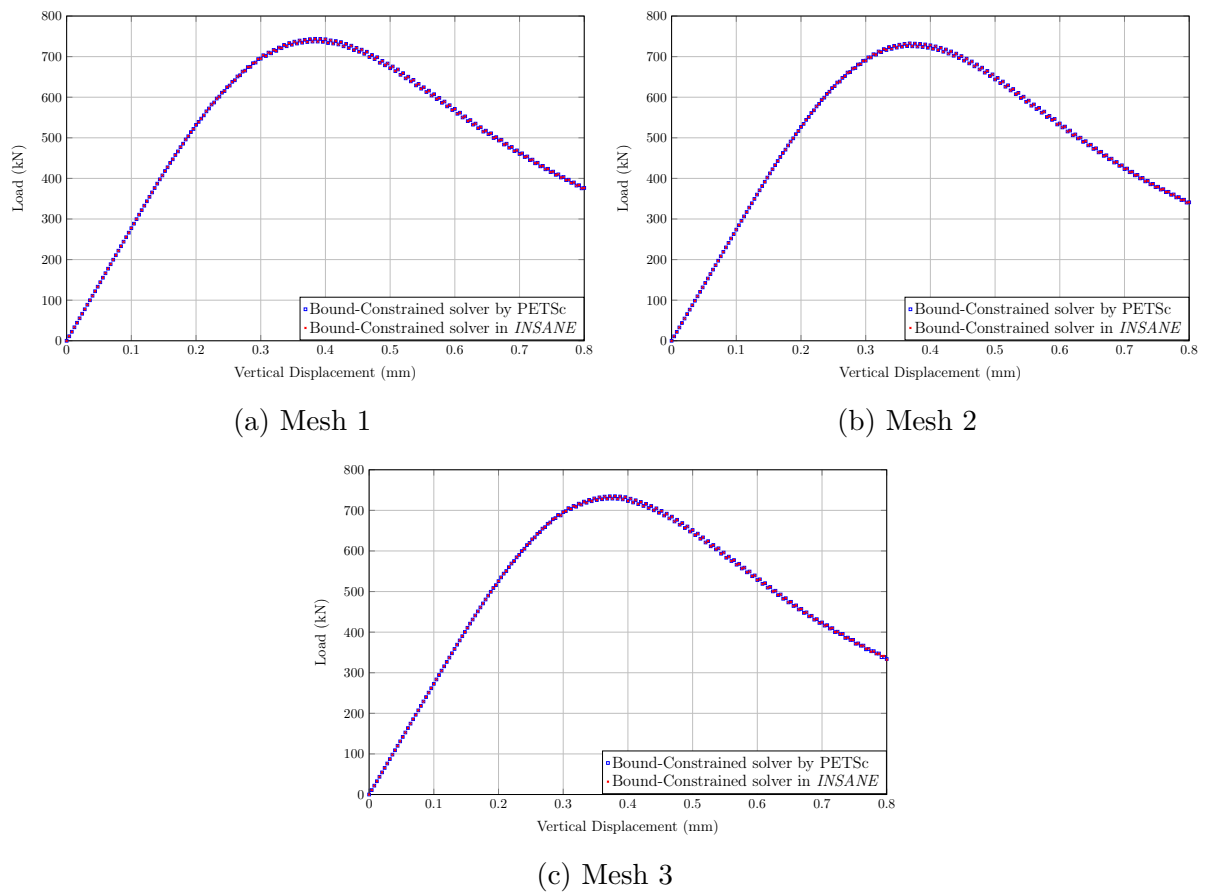 800
700
600
500
400
300
200
100
0
Load (kN)
Bound-Constrained solver by PETSc
Bound-Constrained solver in INSANE
0 0.1 0.2 0.3 0.4 0.5 0.6 0.7 0.8
Vertical Displacement (mm)
(a) Mesh 1
800
700
600
500
400
300
200
100
0
Load (kN)
Bound-Constrained solver by PETSc
Bound-Constrained solver in INSANE
0 0.1 0.2 0.3 0.4 0.5 0.6 0.7 0.8
Vertical Displacement (mm)
(b) Mesh 2
800
700
600
500
400
300
200
100
0
Load (kN)
Bound-Constrained solver by PETSc
Bound-Constrained solver in INSANE
0 0.1 0.2 0.3 0.4 0.5 0.6 0.7 0.8
Vertical Displacement (mm)
(c) Mesh 3